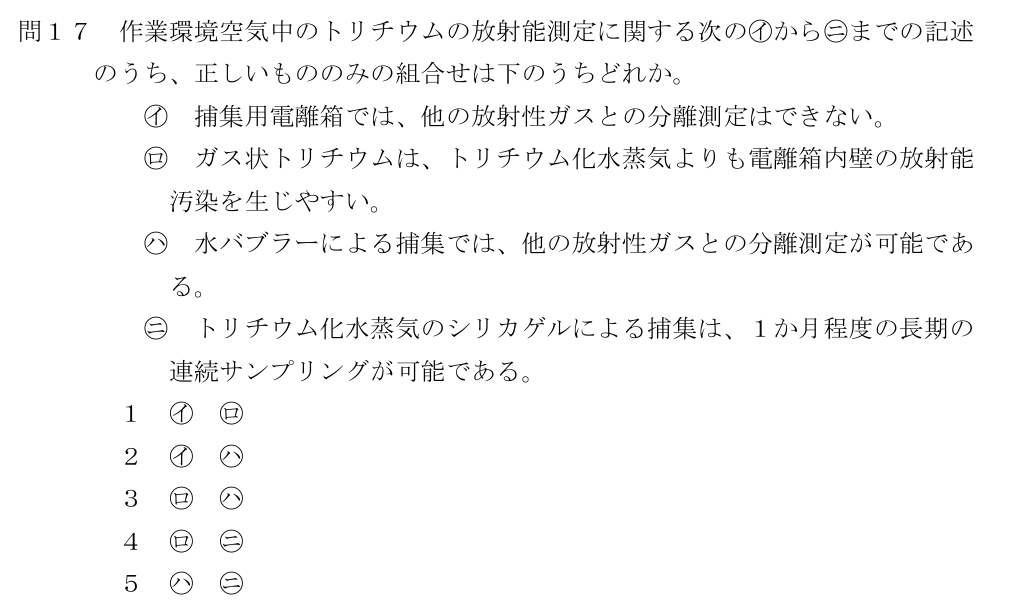 問１７　作業環境空気中のトリチウムの放射能測定に関する次の㋑から㋥までの記述
のうち、正しいもののみの組合せは下のうちどれか。
㋑　捕集用電離箱では、他の放射性ガスとの分離測定はできない。
㋺　ガス状トリチウムは、トリチウム化水蒸気よりも電離箱内壁の放射能
汚染を生じやすい。
㋩　水バブラーによる捕集では、他の放射性ガスとの分離測定が可能であ
る。
㋥　トリチウム化水蒸気のシリカゲルによる捕集は、１か月程度の長期の
連続サンプリングが可能である。
１　㋑　㋺
２　㋑　㋩
３　㋺　㋩
４　㋺　㋥
５　㋩　㋥